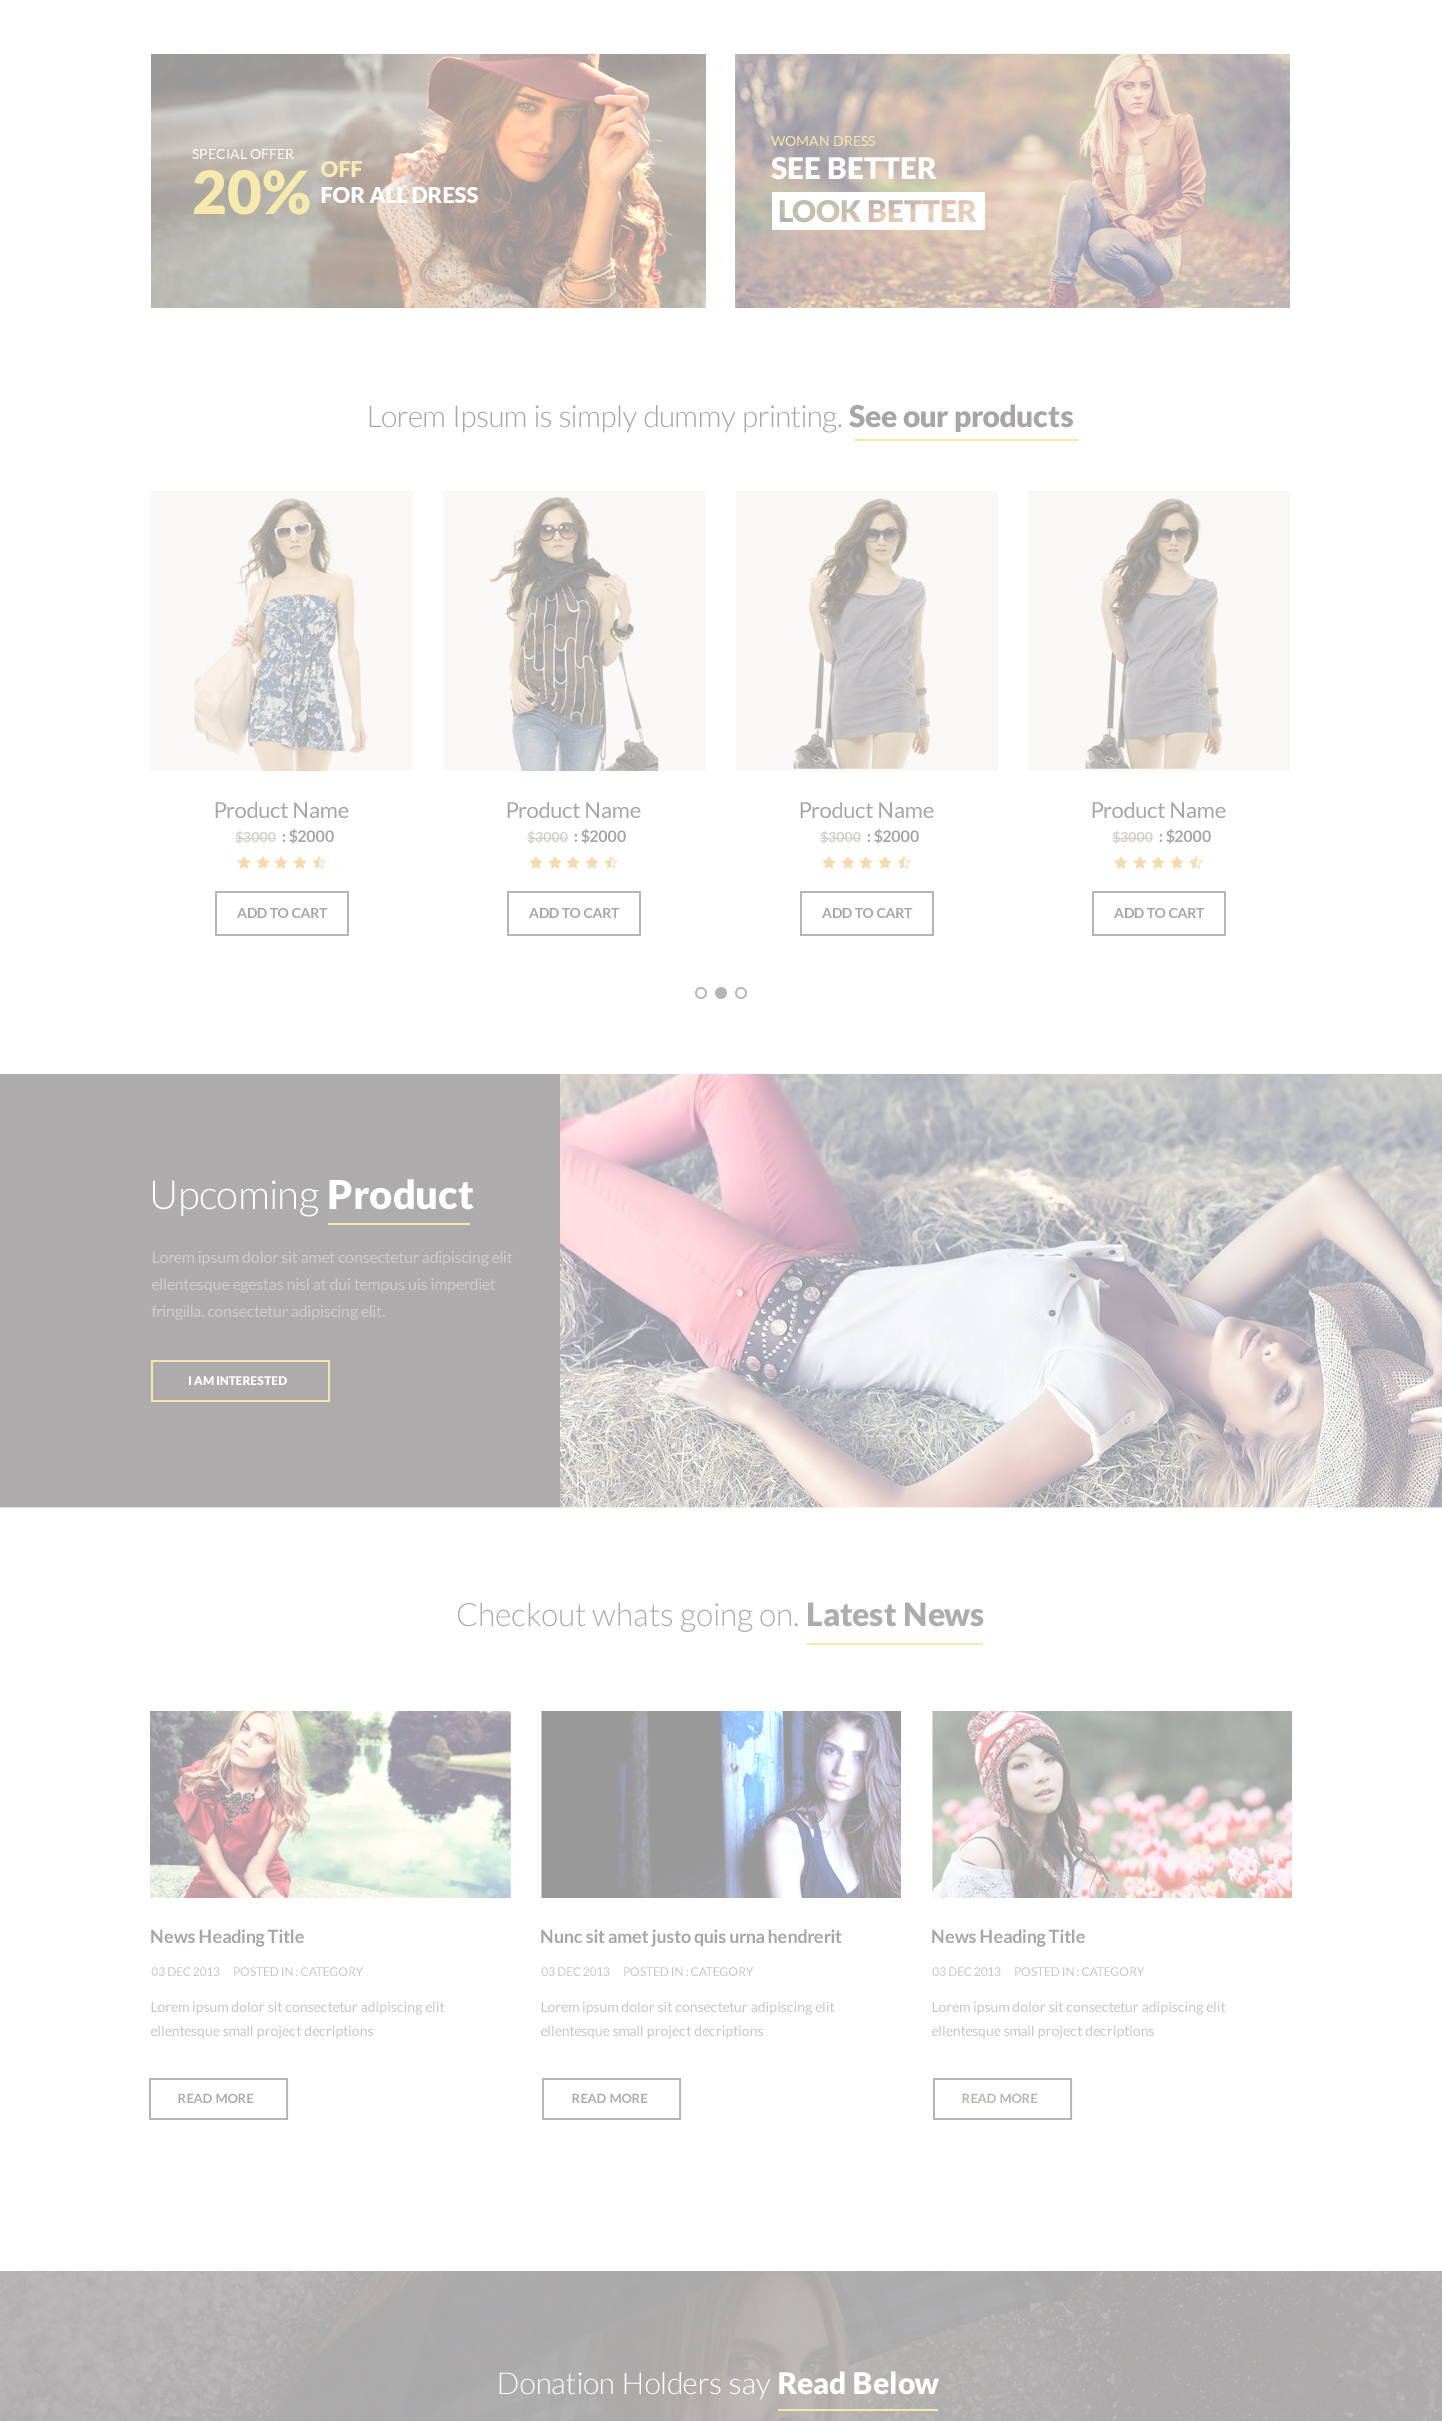 SPECIAL OFFER
20% OFF
FOR ALL DRESS
WOMAN DRESS
SEE BETTER
LOOK BETTER
Lorem Ipsum is simply dummy printing. See our products
Product Name
$3000 : $2000
ADD TO CART
Product Name
$3000 : $2000
ADD TO CART
Product Name
$3000 : $2000
ADD TO CART
Product Name
$3000 : $2000
ADD TO CART
Upcoming Product
Lorem ipsum dolor sit amet consectetur adipiscing elit
ellentesque egestas nisl at dui tempus uis imperdiet
fringilla. consectetur adipiscing elit.
I AM INTERESTED
Checkout whats going on. Latest News
News Heading Title
03 DEC 2013 POSTED IN : CATEGORY
Lorem ipsum dolor sit consectetur adipiscing elit
ellentesque small project decriptions
READ MORE
Nunc sit amet justo quis urna hendrerit
03 DEC 2013 POSTED IN : CATEGORY
Lorem ipsum dolor sit consectetur adipiscing elit
ellentesque small project decriptions
READ MORE
News Heading Title
03 DEC 2013 POSTED IN : CATEGORY
Lorem ipsum dolor sit consectetur adipiscing elit
ellentesque small project decriptions
READ MORE
Donation Holders say Read Below